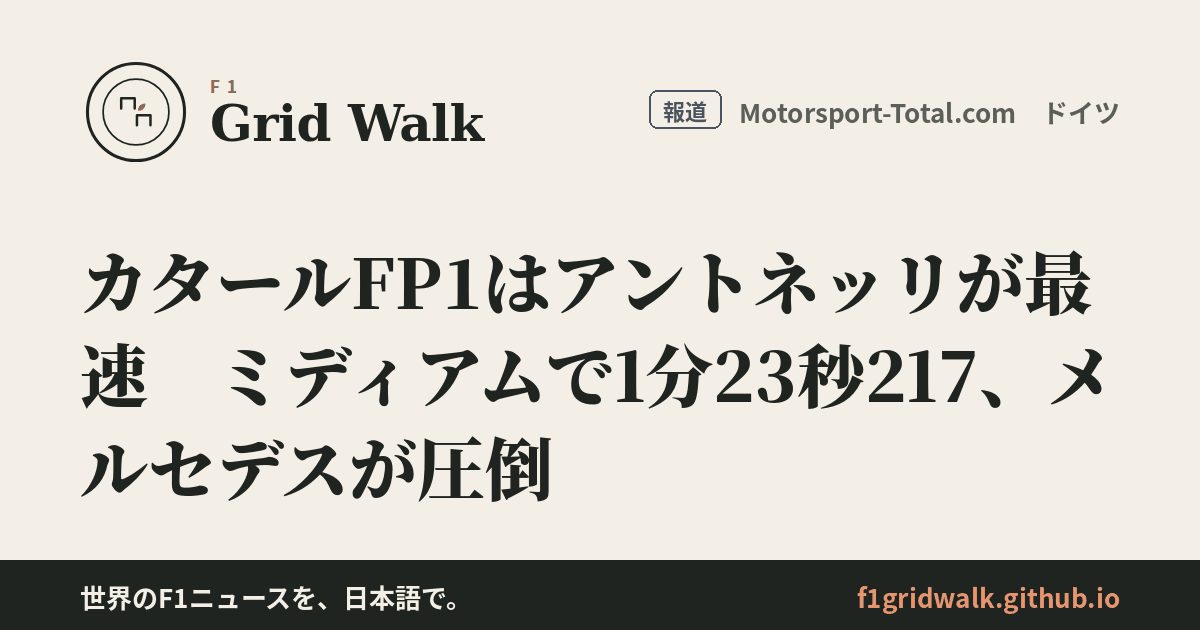 F1
Grid Walk
報道 Motorsport-Total.com ドイツ
カタールFP1はアントネッリが最
速　ミディアムで1分23秒217、メ
ルセデスが圧倒
世界のF1ニュースを、日本語で。
f1gridwalk.github.io